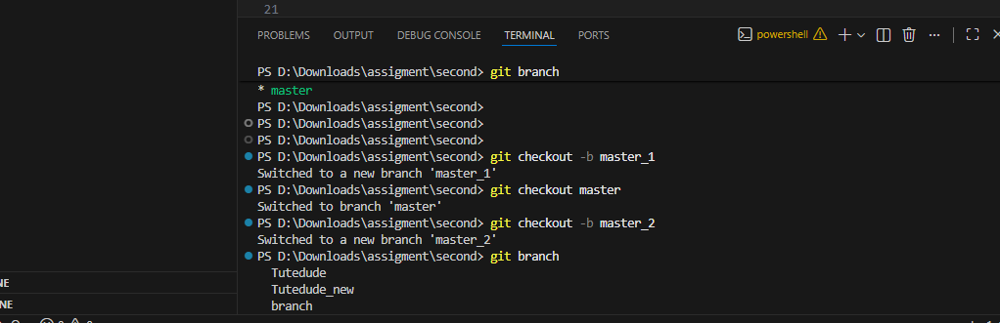 21
PROBLEMS OUTPUT DEBUG CONSOLE TERMINAL PORTS powershell
PS D:\Downloads\assigment\second> git branch
* master
PS D:\Downloads\assigment\second>
PS D:\Downloads\assigment\second>
PS D:\Downloads\assigment\second>
PS D:\Downloads\assigment\second> git checkout -b master_1
Switched to a new branch 'master_1'
PS D:\Downloads\assigment\second> git checkout master
Switched to branch 'master'
PS D:\Downloads\assigment\second> git checkout -b master_2
Switched to a new branch 'master_2'
PS D:\Downloads\assigment\second> git branch
Tutedude
NE
Tutedude_new
NE
branch